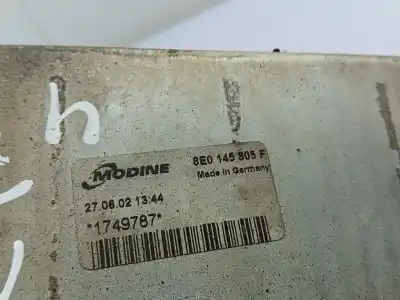 MODINE
8E0 145 805 F
Made in Germany
27.06.02 13:44
*1749787*